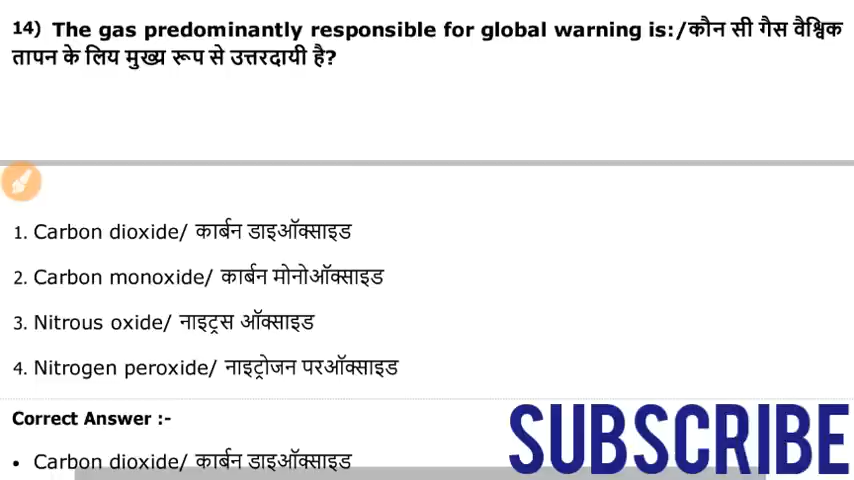 14) The gas predominantly responsible for global warning is:/कौन सी गैस वैश्विक
तापन के लिय मुख्य रूप से उत्तरदायी है?
1. Carbon dioxide/ कार्बन डाइऑक्साइड
2. Carbon monoxide/ कार्बन मोनोऑक्साइड
3. Nitrous oxide/ नाइट्रस ऑक्साइड
4. Nitrogen peroxide/ नाइट्रोजन परऑक्साइड
Correct Answer :-
• Carbon dioxide/ कार्बन डाइऑक्साइड
SUBSCRIBE